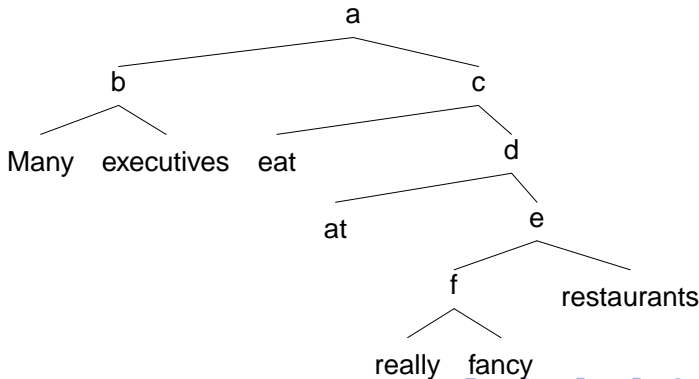 a
b c
Many executives eat d
at e
f restaurants
really fancy